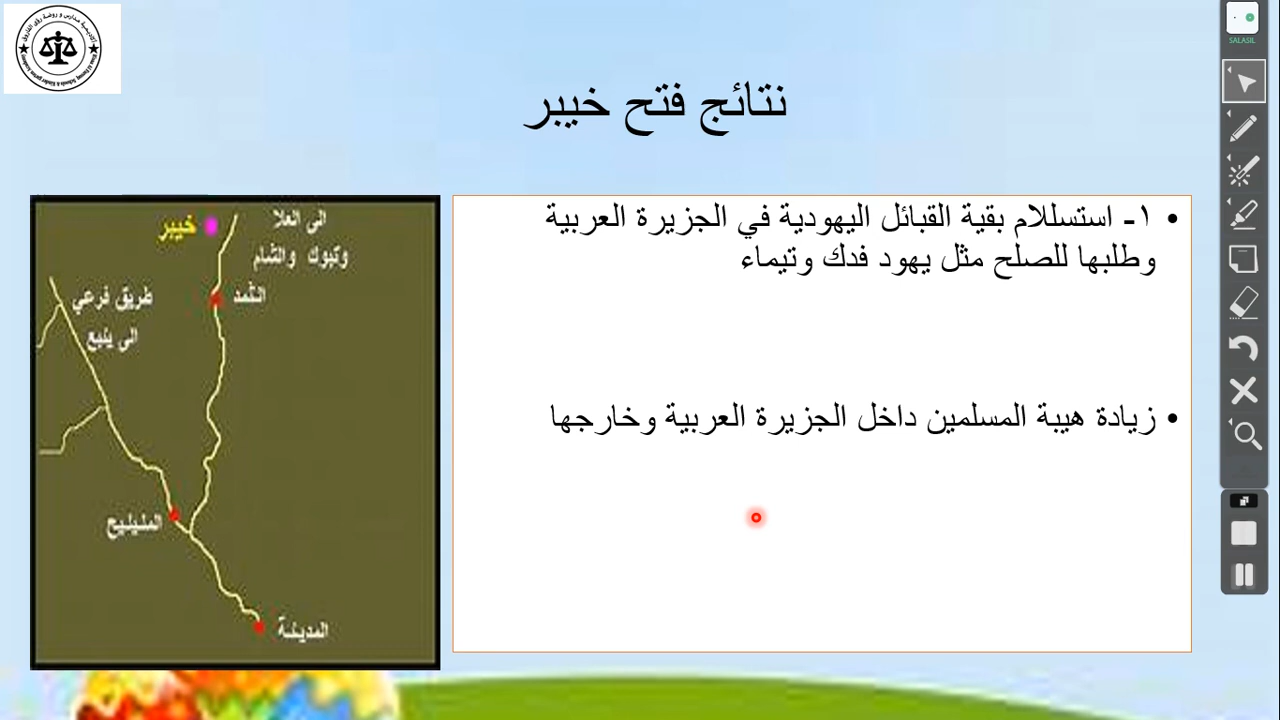 نتائج فتح خيبر
• ١- استسللام بقية القبائل اليهودية في الجزيرة العربية
وطلبها للصلح مثل يهود فدك وتيماء
• زيادة هيبة المسلمين داخل الجزيرة العربية وخارجها
الى العلا
وتبوك والشام
خيبر
الثمد
طريق فرعي
الى ينبع
المليليح
المدينة
SALASIL